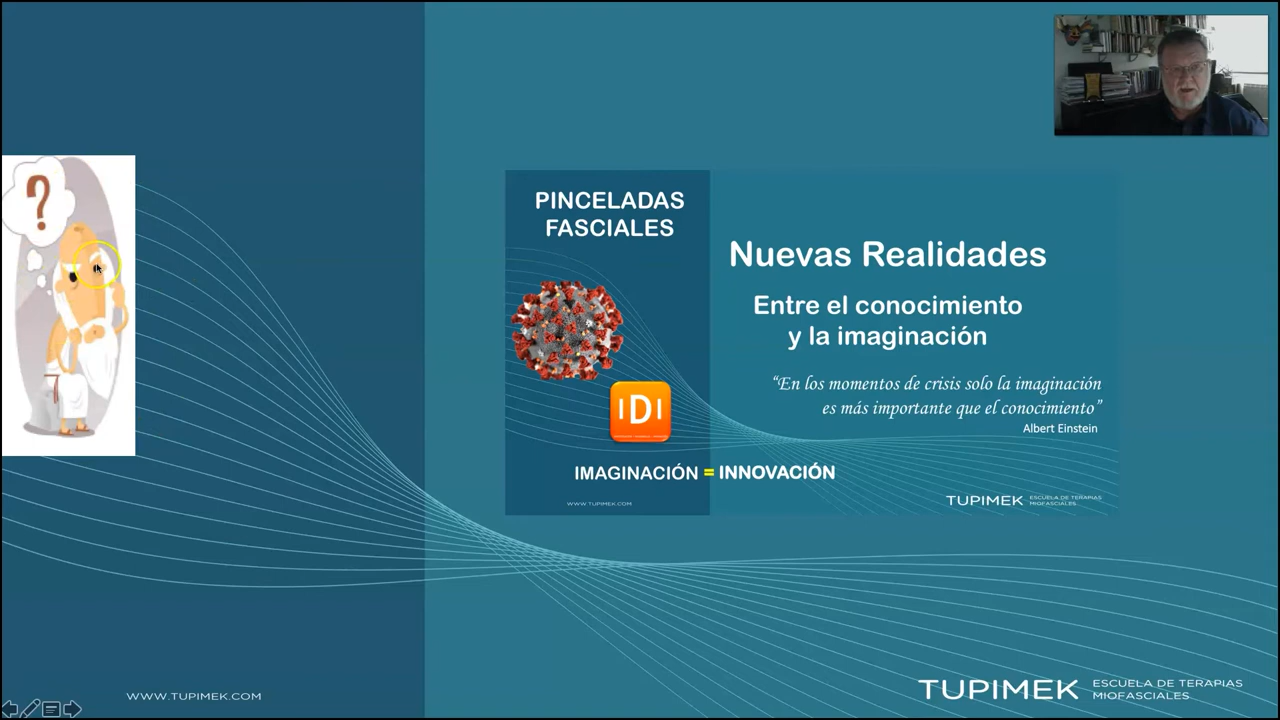 ?
PINCELADAS
FASCIALES
Nuevas Realidades
Entre el conocimiento
y la imaginación
“En los momentos de crisis solo la imaginación
es más importante que el conocimiento”
Albert Einstein
IDI
IMAGINACIÓN = INNOVACIÓN
WWW.TUPIMEK.COM
TUPIMEK ESCUELA DE TERAPIAS
MIOFASCIALES
WWW.TUPIMEK.COM
TUPIMEK ESCUELA DE TERAPIAS
MIOFASCIALES